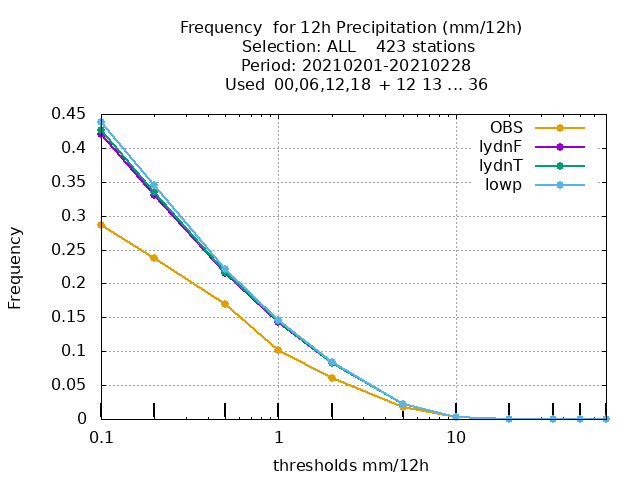 Frequency  for 12h Precipitation (mm/12h)
Selection: ALL    423 stations
Period: 20210201-20210228
Used  00,06,12,18  + 12 13 ... 36
0.45
0.4
0.35
0.3
0.25
0.2
0.15
0.1
0.05
0
Frequency
OBS
lydnF
lydnT
lowp
0.1
1
10
thresholds mm/12h